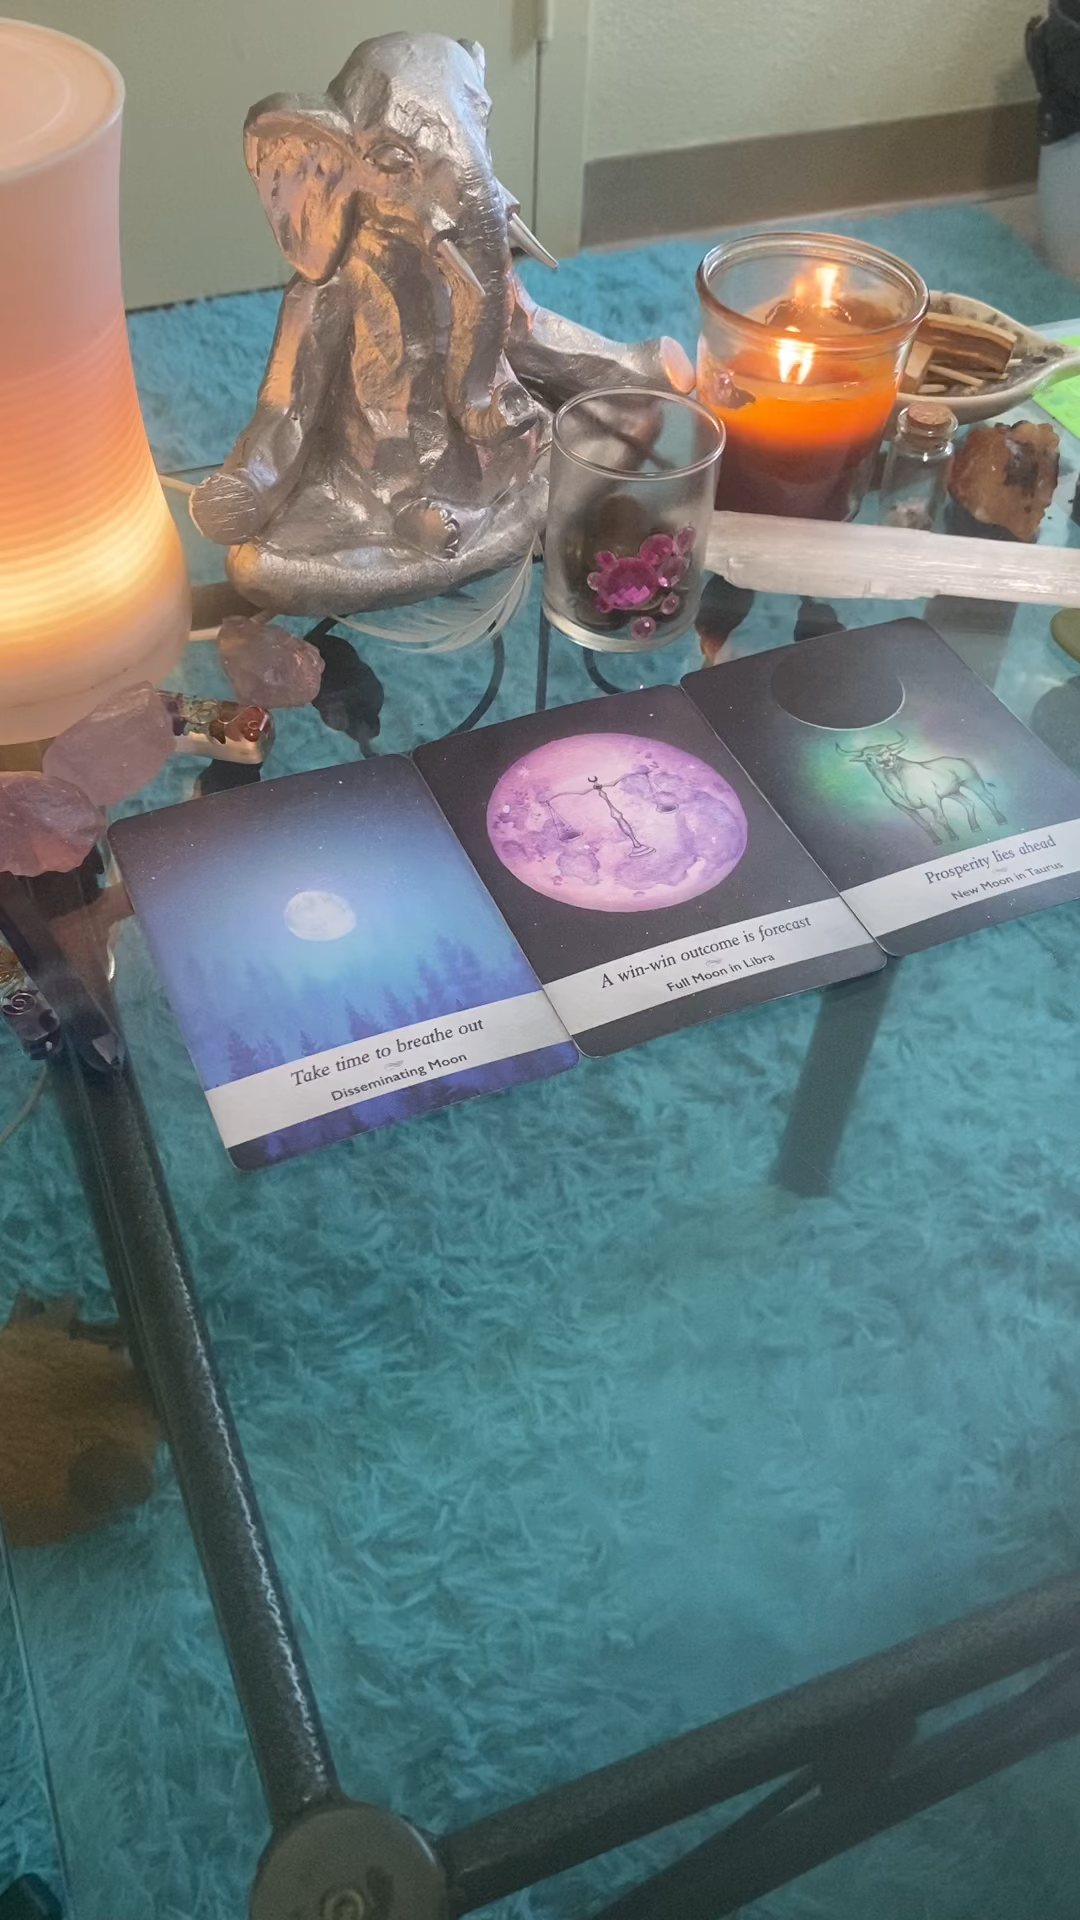 Take time to breathe out
Disseminating Moon
A win-win outcome is forecast
Full Moon in Libra
Prosperity lies ahead
New Moon in Taurus